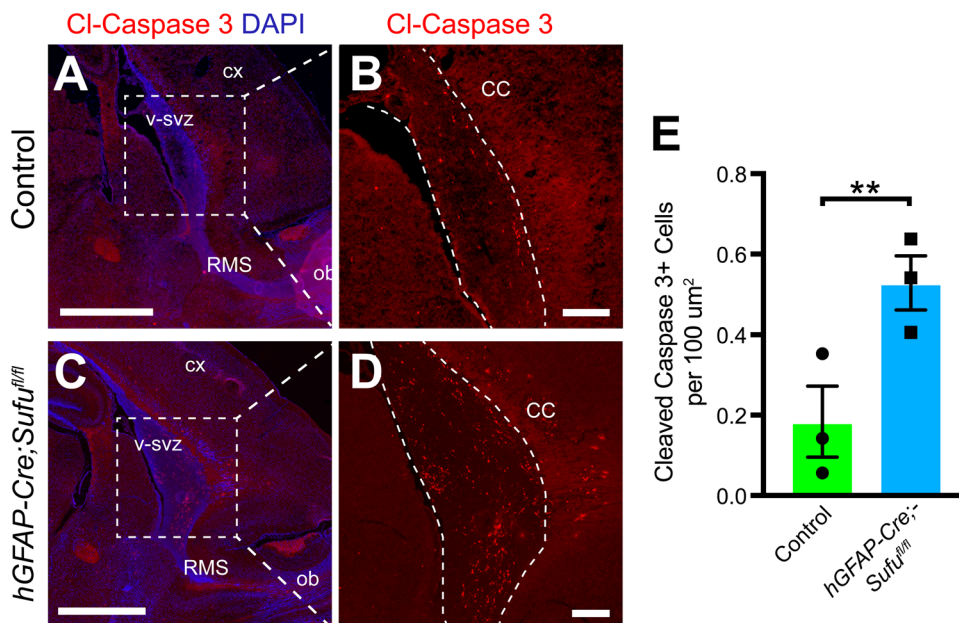 Cl-Caspase 3 DAPI
Cl-Caspase 3
Control
A
cx
v-svz
RMS
ob
B
CC
hGFAP-Cre;Sufufl/fl
C
cx
v-svz
RMS
ob
D
CC
E
**
Cleaved Caspase 3+ Cells
per 100 um²
0.8
0.6
0.4
0.2
0.0
Control
hGFAP-Cre;-
Sufufl/fl